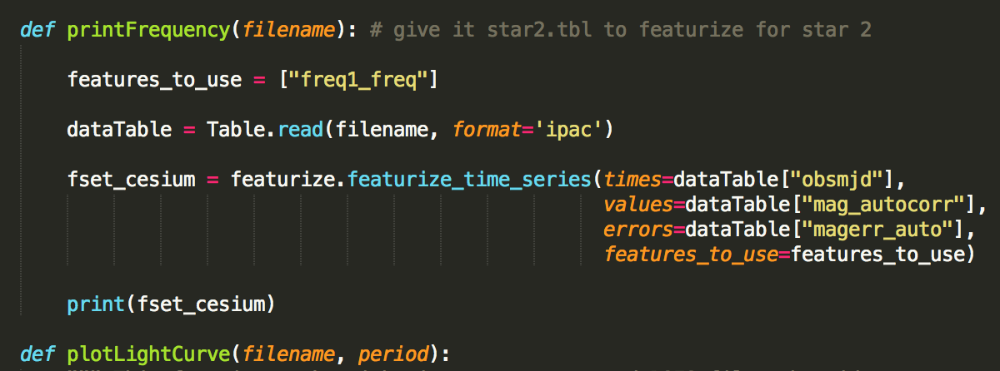 def printFrequency(filename): # give it star2.tbl to featurize for star 2
features_to_use = ["freq1_freq"]
dataTable = Table.read(filename, format='ipac')
fset_cesium = featurize.featurize_time_series(times=dataTable["obsmjd"],
values=dataTable["mag_autocorr"],
errors=dataTable["magerr_auto"],
features_to_use=features_to_use)
print(fset_cesium)
def plotLightCurve(filename, period):